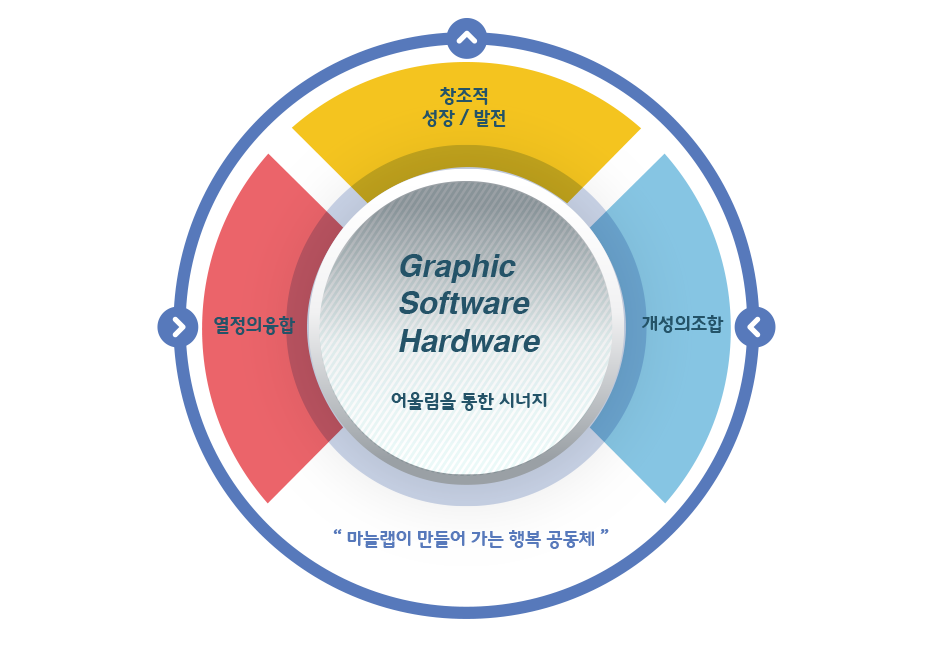 창조적
성장 / 발전
Graphic
Software
Hardware
열정의융합
개성의조합
어울림을 통한 시너지
“ 마늘랩이 만들어 가는 행복 공동체 ”